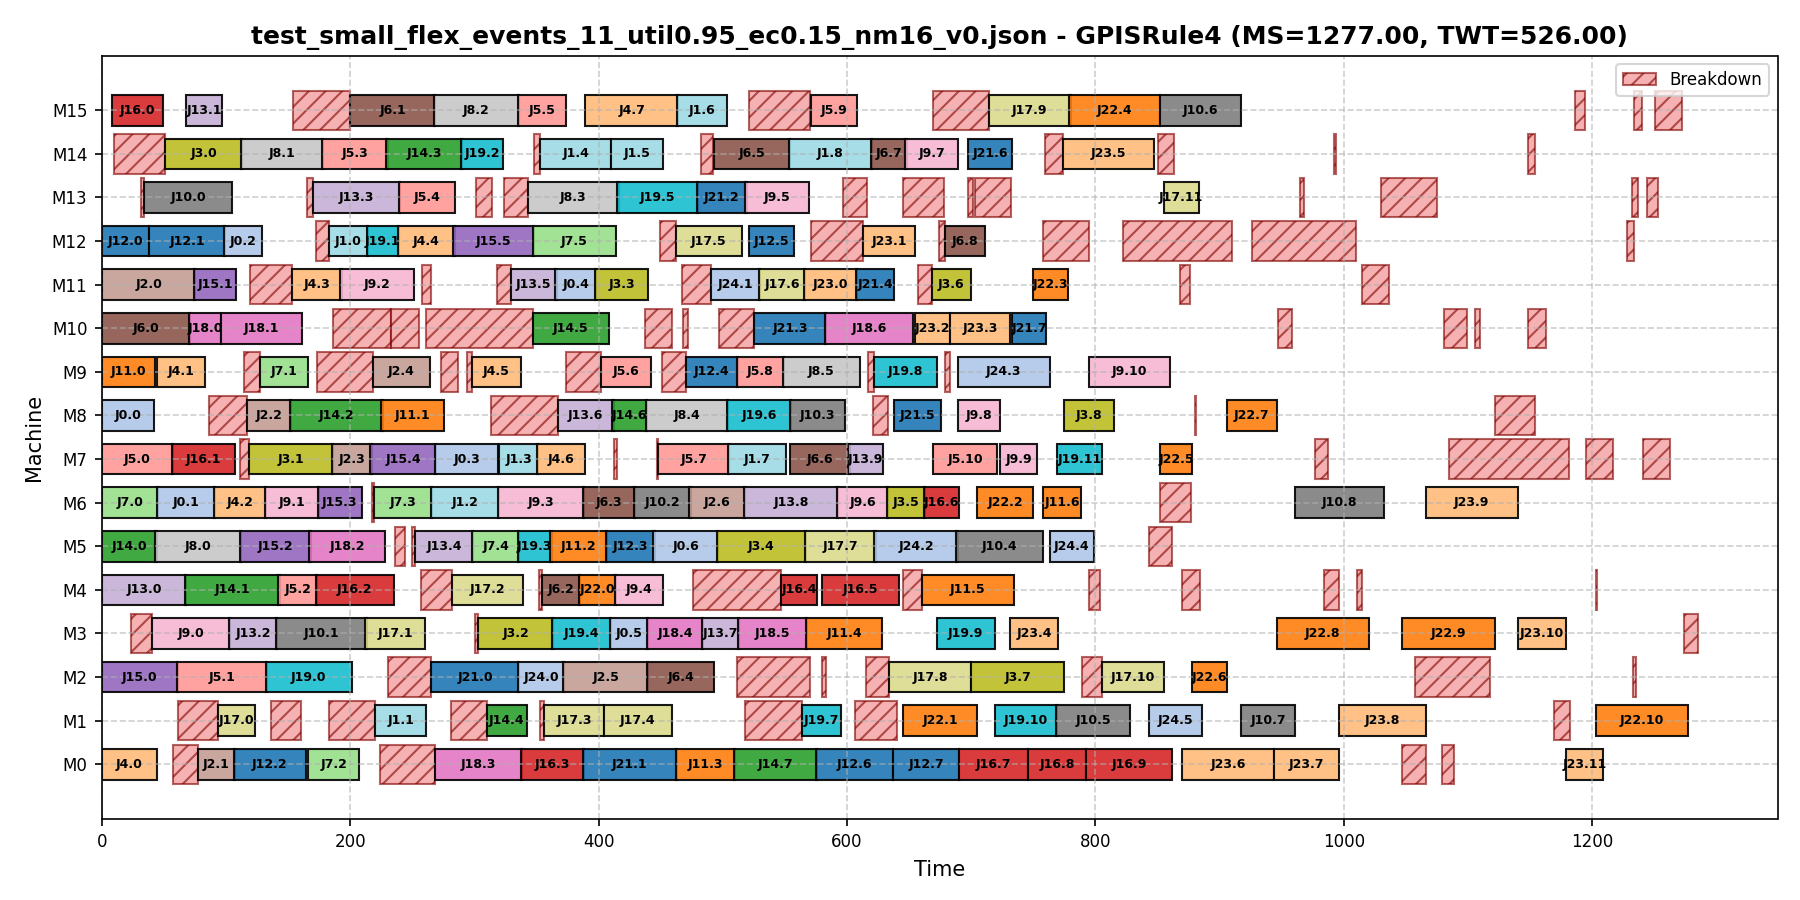 test_small_flex_events_11_util0.95_ec0.15_nm16_v0.json - GPISRule4 (MS=1277.00, TWT=526.00)
Breakdown
M15 J16.0 J13.1 J6.1 J8.2 J5.5 J4.7 J1.6 J5.9 J17.9 J22.4 J10.6
M14 J3.0 J8.1 J5.3 J14.3 J19.2 J1.4 J1.5 J6.5 J1.8 J6.7 J9.7 J21.6 J23.5
M13 J10.0 J13.3 J5.4 J8.3 J19.5 J21.2 J9.5 J17.11
M12 J12.0 J12.1 J0.2 J1.0 J19.1 J4.4 J15.5 J7.5 J17.5 J12.5 J23.1 J6.8
M11 J2.0 J15.1 J4.3 J9.2 J13.5 J0.4 J3.3 J24.1 J17.6 J23.0 J21.4 J3.6 J22.3
M10 J6.0 J18.0 J18.1 J14.5 J21.3 J18.6 J23.2 J23.3 J21.7
M9 J11.0 J4.1 J7.1 J2.4 J4.5 J5.6 J12.4 J5.8 J8.5 J19.8 J24.3 J9.10
M8 J0.0 J2.2 J14.2 J11.1 J13.6 J14.6 J8.4 J19.6 J10.3 J21.5 J9.8 J3.8 J22.7
M7 J5.0 J16.1 J3.1 J2.3 J15.4 J0.3 J1.3 J4.6 J5.7 J1.7 J6.6 J13.9 J5.10 J9.9 J19.11 J22.5
M6 J7.0 J0.1 J4.2 J9.1 J15.3 J7.3 J1.2 J9.3 J6.3 J10.2 J2.6 J13.8 J9.6 J3.5 J16.6 J22.2 J11.6 J10.8 J23.9
M5 J14.0 J8.0 J15.2 J18.2 J13.4 J7.4 J19.3 J11.2 J12.3 J0.6 J3.4 J17.7 J24.2 J10.4 J24.4
M4 J13.0 J14.1 J5.2 J16.2 J17.2 J6.2 J22.0 J9.4 J16.4 J16.5 J11.5
M3 J9.0 J13.2 J10.1 J17.1 J3.2 J19.4 J0.5 J18.4 J13.7 J18.5 J11.4 J19.9 J23.4 J22.8 J22.9 J23.10
M2 J15.0 J5.1 J19.0 J21.0 J24.0 J2.5 J6.4 J17.8 J3.7 J17.10 J22.6
M1 J17.0 J1.1 J14.4 J17.3 J17.4 J19.7 J22.1 J19.10 J10.5 J24.5 J10.7 J23.8 J22.10
M0 J4.0 J2.1 J12.2 J7.2 J18.3 J16.3 J21.1 J11.3 J14.7 J12.6 J12.7 J16.7 J16.8 J16.9 J23.6 J23.7 J23.11
0 200 400 600 800 1000 1200
Time
Machine